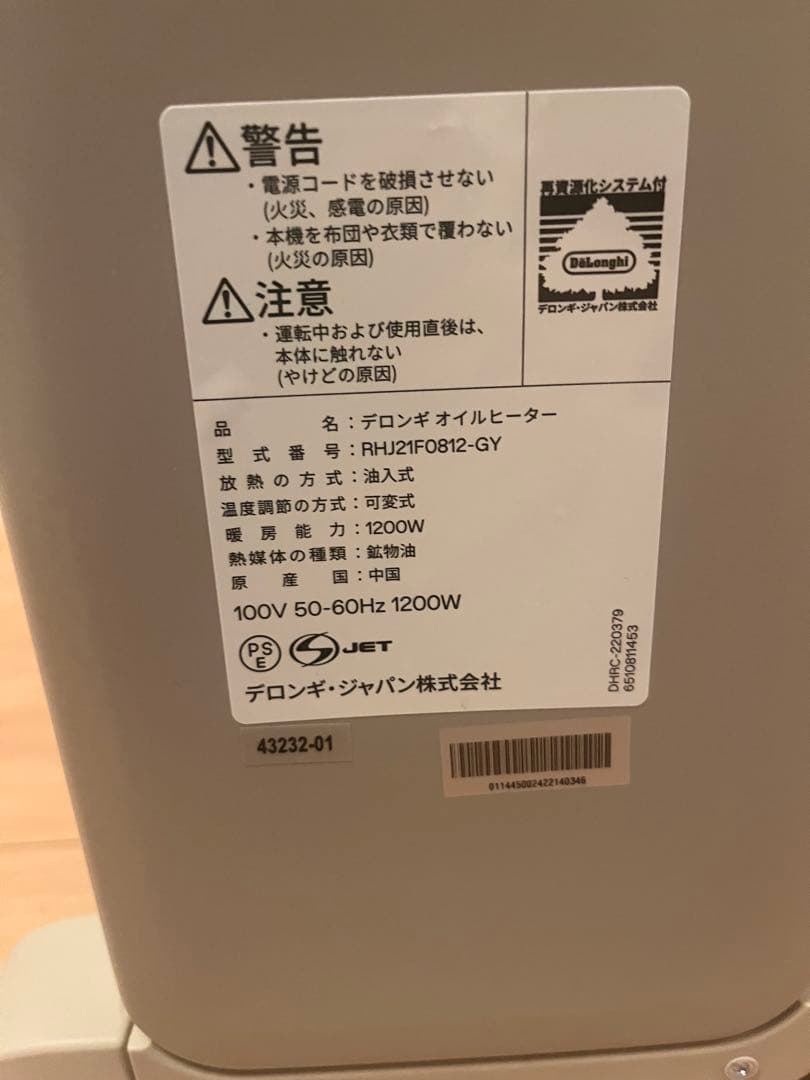 警告
・電源コードを破損させない
(火災、感電の原因)
・本機を布団や衣類で覆わない
(火災の原因)
注意
・運転中および使用直後は、
本体に触れない
(やけどの原因)
再資源化システム付
DeLonghi
デロンギ・ジャパン株式会社
品名：デロンギ オイルヒーター
型式番号：RHJ21F0812-GY
放熱の方式：油入式
温度調節の方式：可変式
暖房能力：1200W
熱媒体の種類：鉱物油
原産国：中国
100V 50-60Hz 1200W
PSE
JET
デロンギ・ジャパン株式会社
DHRC-220379
6510811453
43232-01
011445002422140346